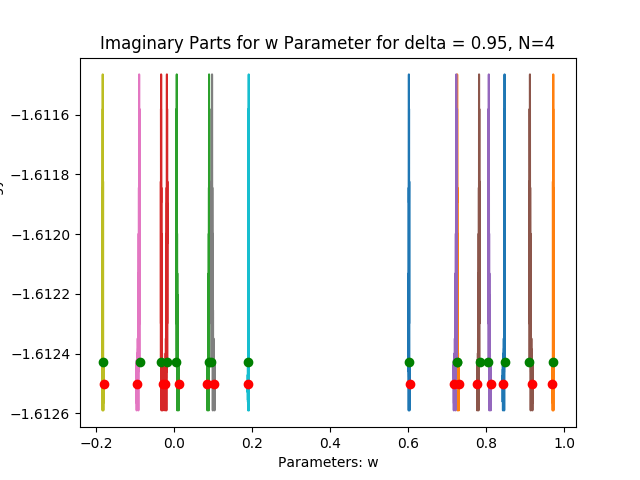 Imaginary Parts for w Parameter for delta = 0.95, N=4
−1.6116
−1.6118
−1.6120
−1.6122
−1.6124
−1.6126
−0.2 0.0 0.2 0.4 0.6 0.8 1.0
Parameters: w